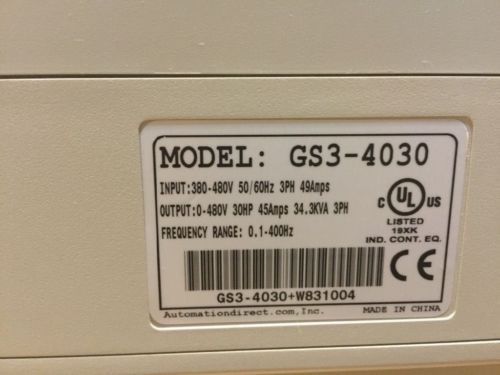 MODEL: GS3-4030
INPUT:380-480V 50/60Hz 3PH 49Amps
OUTPUT:0-480V 30HP 45Amps 34.3KVA 3PH
FREQUENCY RANGE: 0.1-400Hz
C UL US
LISTED
19XK
IND. CONT. EQ.
CE
GS3-4030+W831004
Automationdirect.com,Inc.
MADE IN CHINA